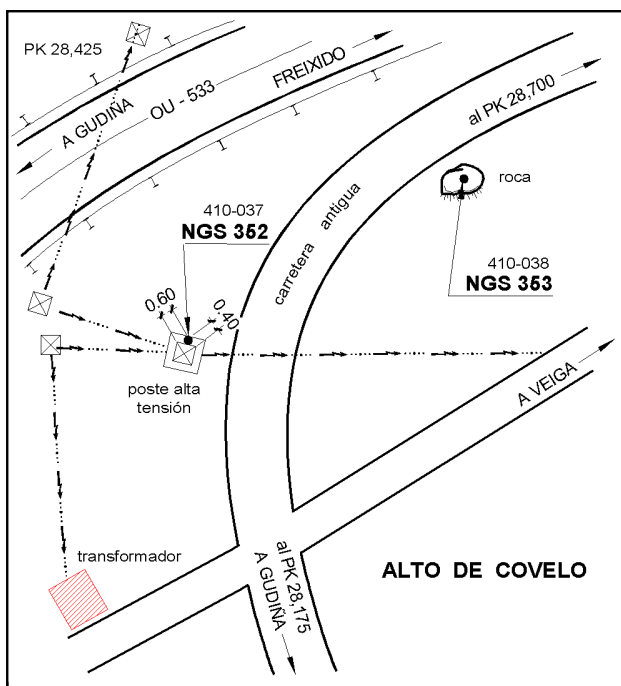 PK 28,425
A GUDIÑA
OU - 533
FREIXIDO
al PK 28,700
roca
410-037
NGS 352
carretera antigua
410-038
NGS 353
0.60
0.40
poste alta
tensión
A VEIGA
transformador
al PK 28,175
A GUDIÑA
ALTO DE COVELO